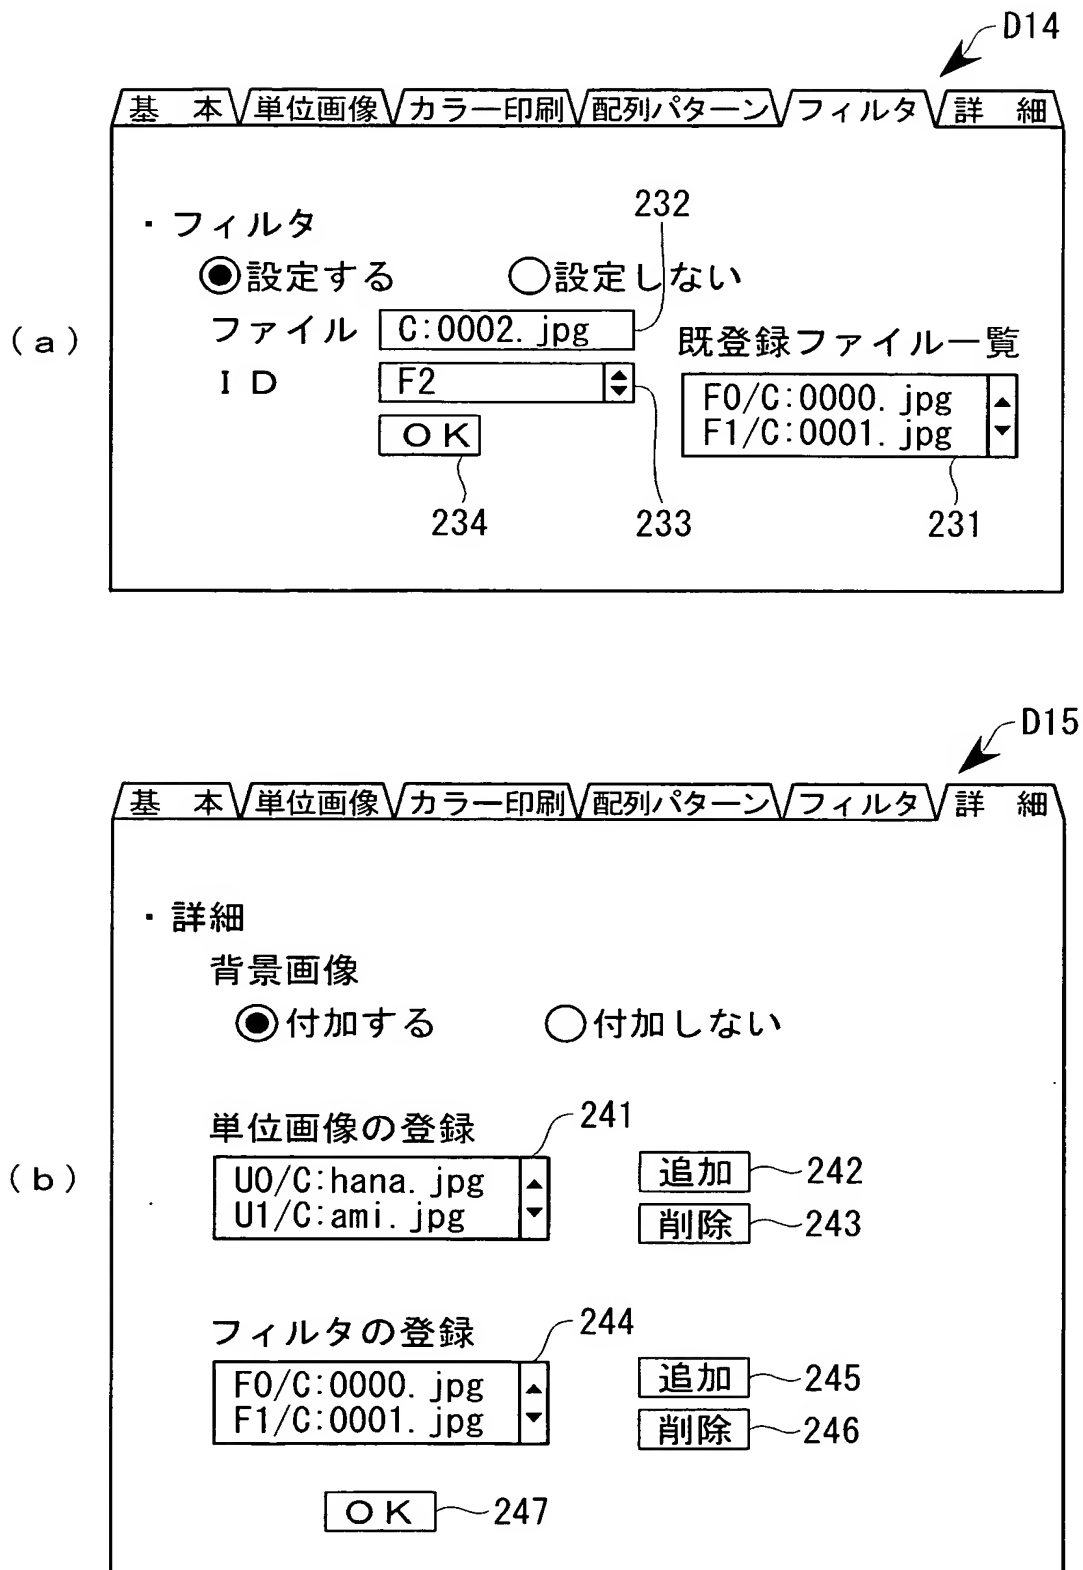 D14
基　本 単位画像 カラー印刷 配列パターン フィルタ 詳　細
・フィルタ
232
設定する 設定しない
(a)
ファイル C:0002.jpg
既登録ファイル一覧
ID F2
F0/C:0000.jpg
F1/C:0001.jpg
OK
234 233 231
D15
基　本 単位画像 カラー印刷 配列パターン フィルタ 詳　細
・詳細
背景画像
付加する 付加しない
(b)
単位画像の登録 241
U0/C:hana.jpg 追加 242
U1/C:ami.jpg 削除 243
フィルタの登録 244
F0/C:0000.jpg 追加 245
F1/C:0001.jpg 削除 246
OK 247